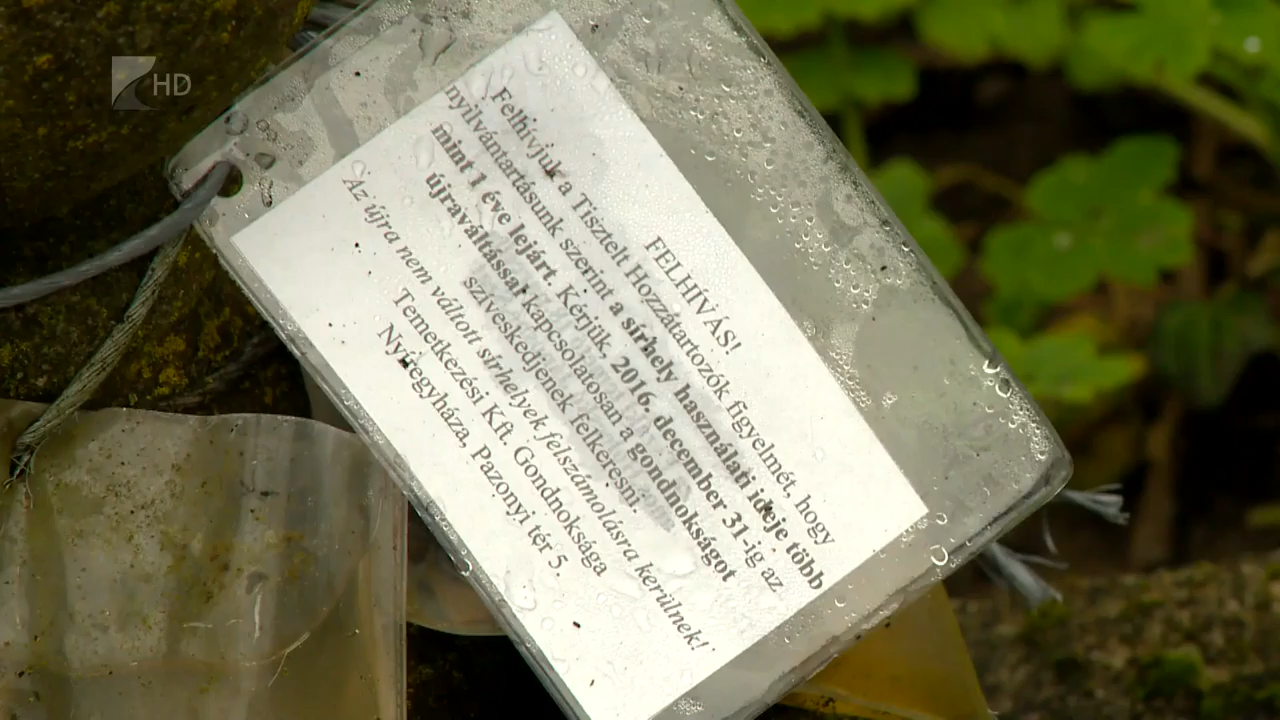 HD
FELHÍVÁS!
Felhívjuk a Tisztelt Hozzátartozók figyelmét, hogy
nyilvántartásunk szerint a sírhely használati ideje több
mint 1 éve lejárt. Kérjük, 2016. december 31-ig az
újraváltással kapcsolatosan a gondnokságot
szíveskedjenek felkeresni.
Az újra nem váltott sírhelyek felszámolásra kerülnek!
Temetkezési Kft. Gondnoksága
Nyíregyháza, Pazonyi tér 5.